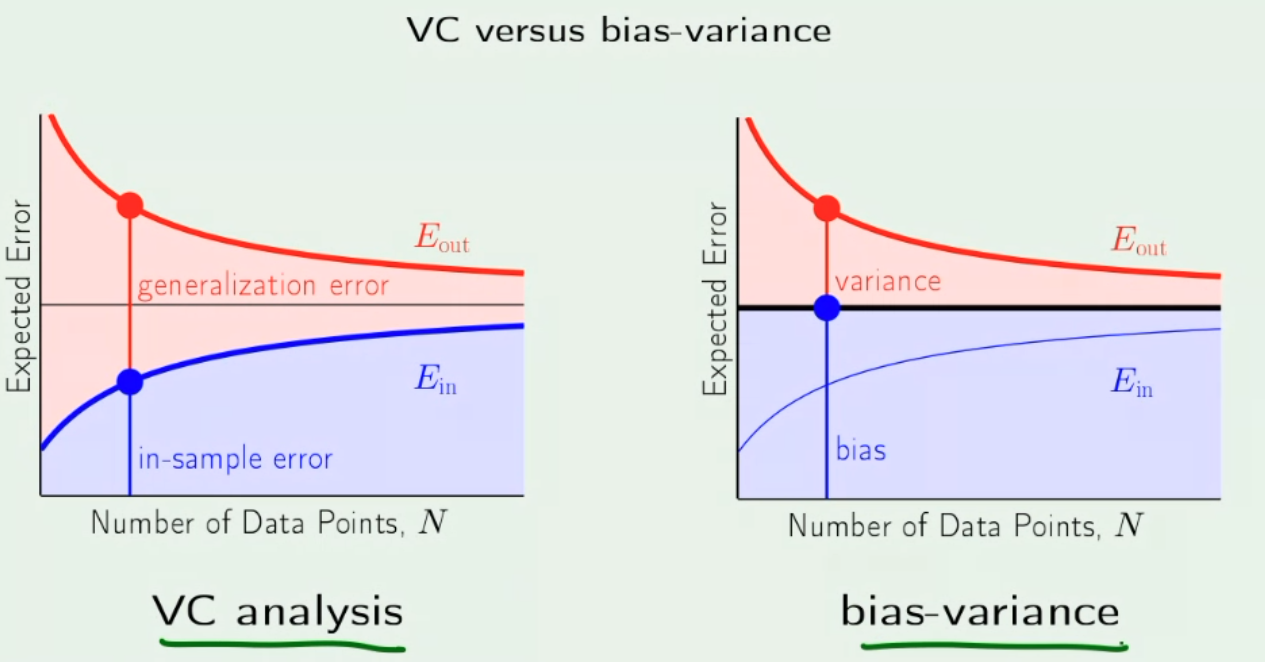 VC versus bias-variance
Expected Error
E_out
generalization error
E_in
in-sample error
Number of Data Points, N
VC analysis
Expected Error
E_out
variance
E_in
bias
Number of Data Points, N
bias-variance